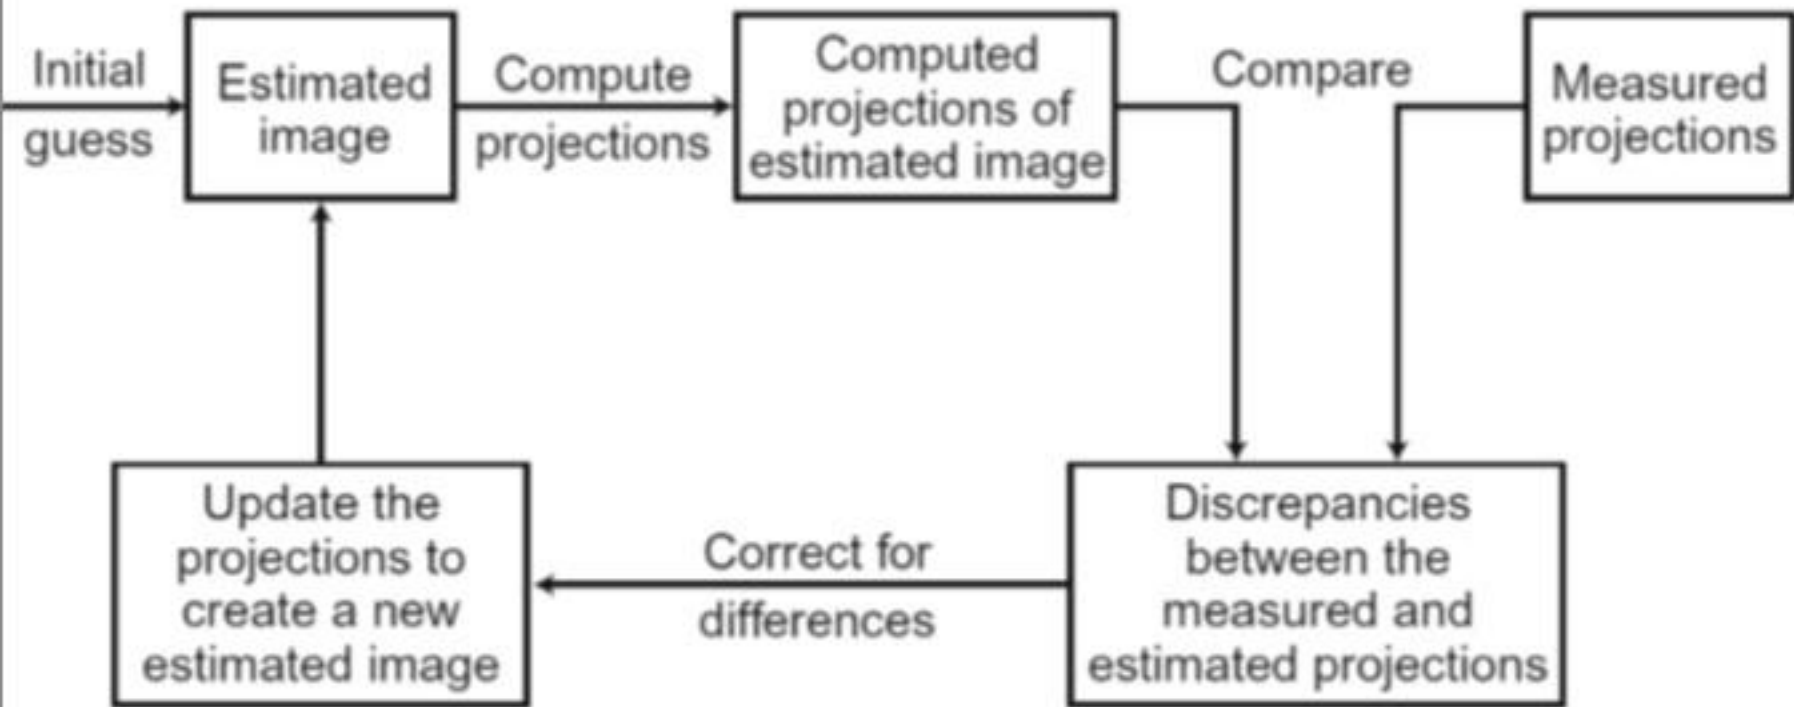 Initial
guess
Estimated
image
Compute
projections
Computed
projections of
estimated image
Compare
Measured
projections
Update the
projections to
create a new
estimated image
Correct for
differences
Discrepancies
between the
measured and
estimated projections